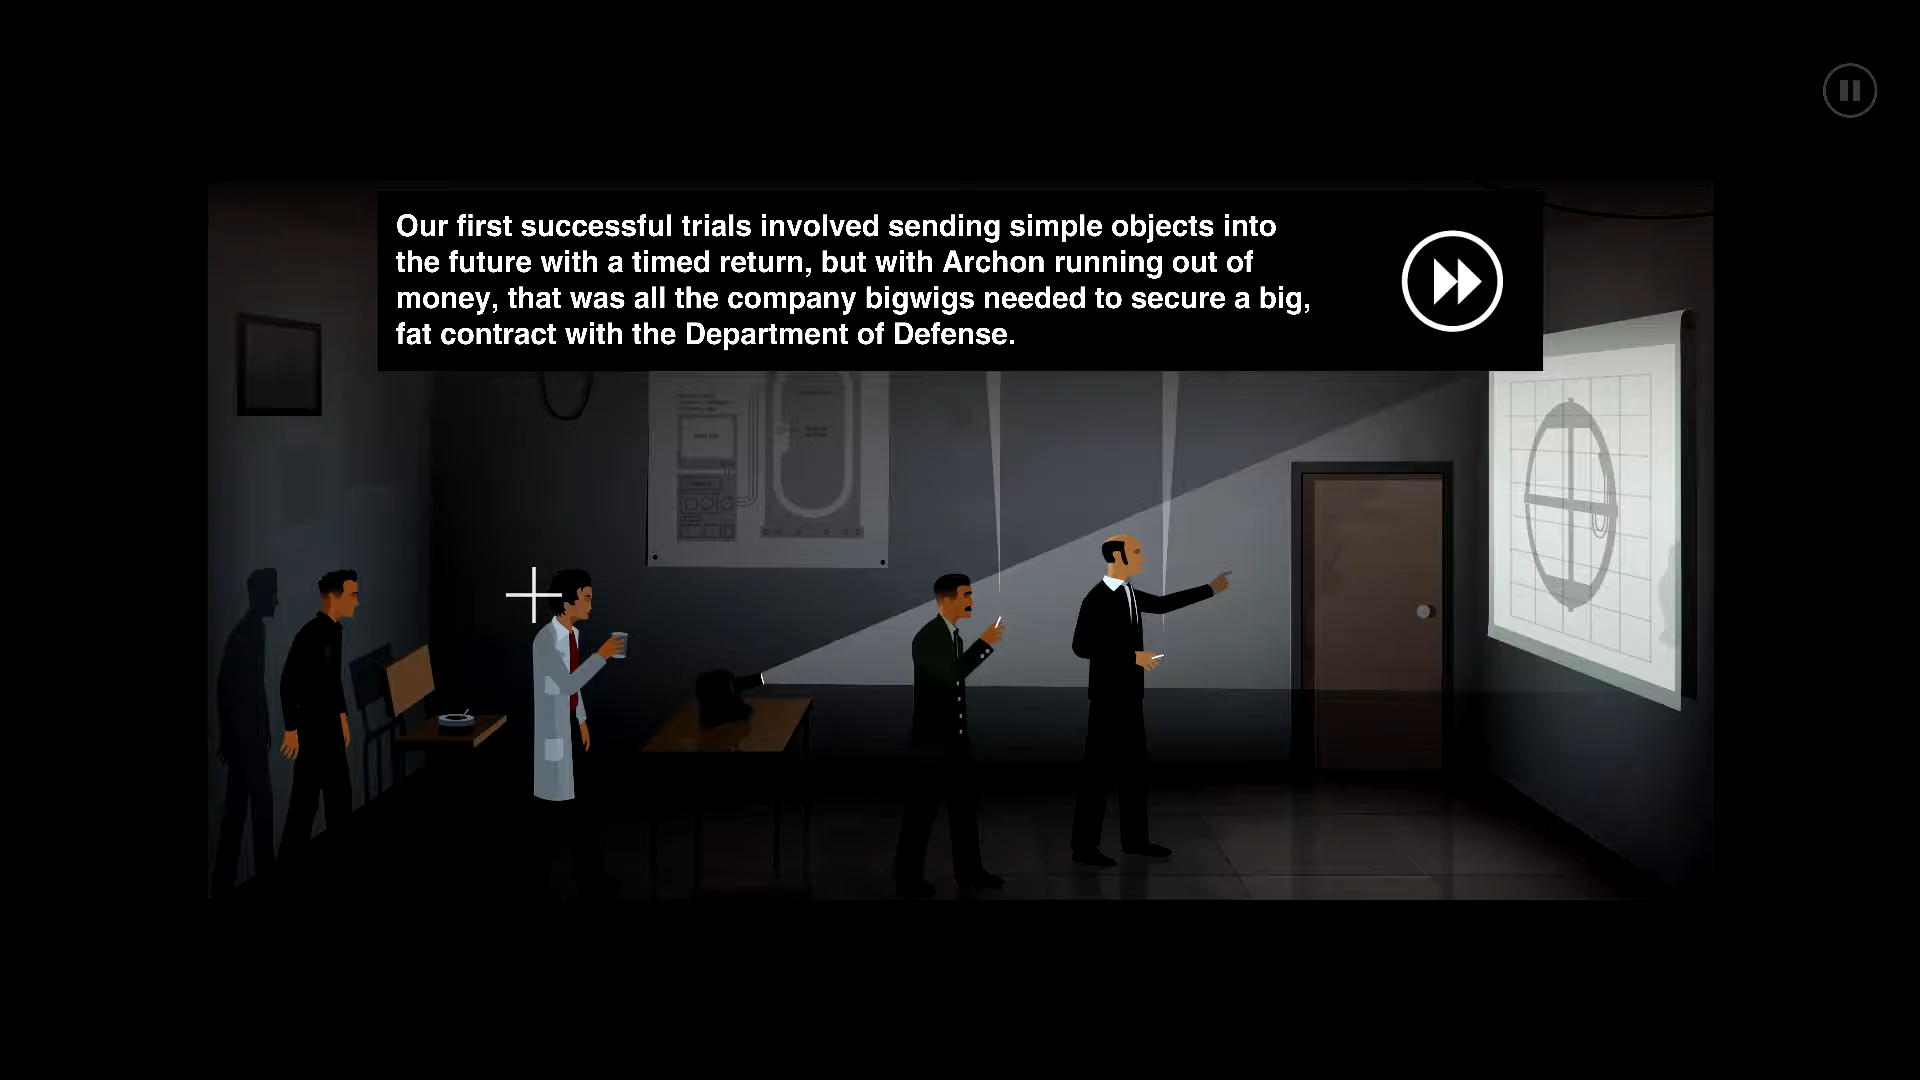 Our first successful trials involved sending simple objects into
the future with a timed return, but with Archon running out of
money, that was all the company bigwigs needed to secure a big,
fat contract with the Department of Defense.